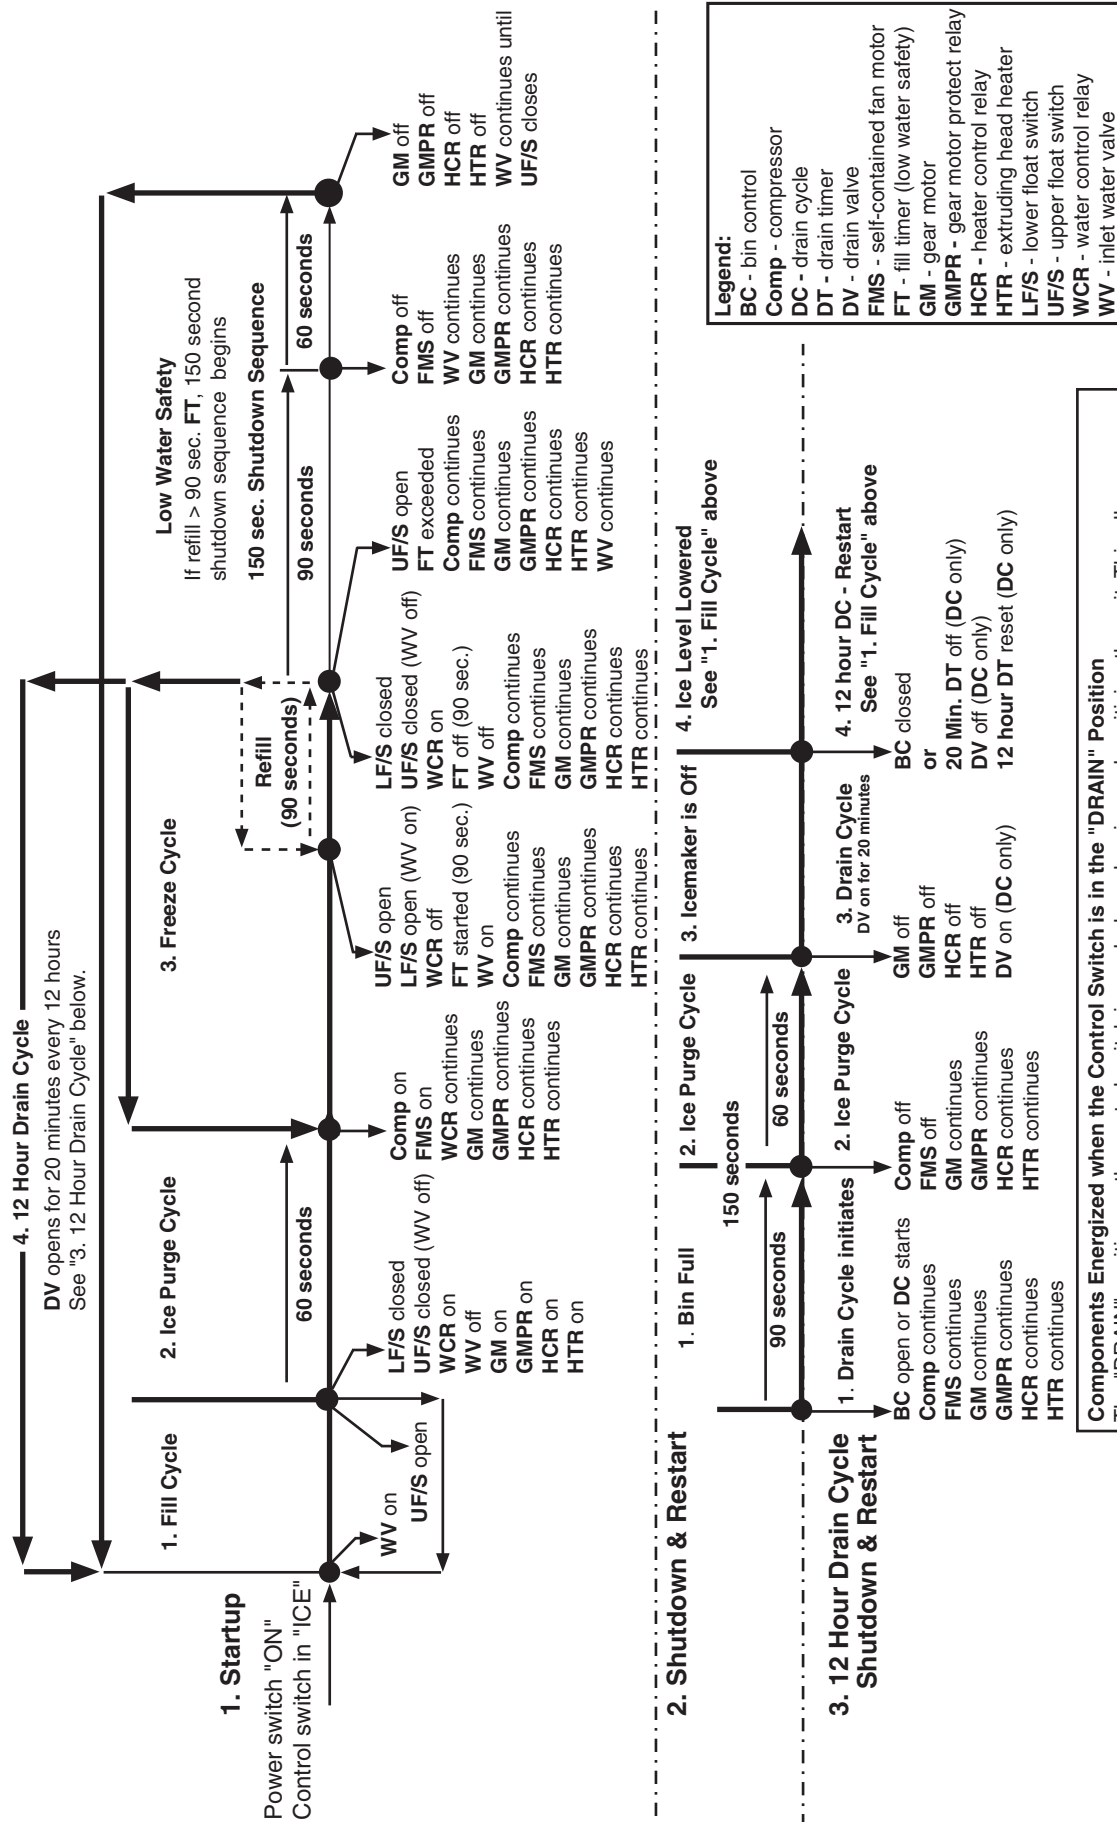 4. 12 Hour Drain Cycle
DV opens for 20 minutes every 12 hours
See "3. 12 Hour Drain Cycle" below.
1. Startup
Power switch "ON"
Control switch in "ICE"
1. Fill Cycle
2. Ice Purge Cycle
3. Freeze Cycle
60 seconds
Refill
(90 seconds)
Low Water Safety
If refill > 90 sec. FT, 150 second
shutdown sequence begins
150 sec. Shutdown Sequence
90 seconds
60 seconds
WV on
UF/S open
LF/S closed
UF/S closed (WV off)
WCR on
WV off
GM on
GMPR on
HCR on
HTR on
Comp on
FMS on
WCR continues
GM continues
GMPR continues
HCR continues
HTR continues
UF/S open
LF/S open (WV on)
WCR off
FT started (90 sec.)
WV on
Comp continues
FMS continues
GM continues
GMPR continues
HCR continues
HTR continues
LF/S closed
UF/S closed (WV off)
WCR on
FT off (90 sec.)
WV off
Comp continues
FMS continues
GM continues
GMPR continues
HCR continues
HTR continues
UF/S open
FT exceeded
Comp continues
FMS continues
GM continues
GMPR continues
HCR continues
HTR continues
WV continues
Comp off
FMS off
WV continues
GM continues
GMPR continues
HCR continues
HTR continues
GM off
GMPR off
HCR off
HTR off
WV continues until
UF/S closes
2. Shutdown & Restart
1. Bin Full
2. Ice Purge Cycle
3. Icemaker is Off
4. Ice Level Lowered
See "1. Fill Cycle" above
150 seconds
90 seconds
60 seconds
3. 12 Hour Drain Cycle
Shutdown & Restart
1. Drain Cycle initiates
2. Ice Purge Cycle
3. Drain Cycle
DV on for 20 minutes
4. 12 hour DC - Restart
See "1. Fill Cycle" above
BC open or DC starts
Comp continues
FMS continues
GM continues
GMPR continues
HCR continues
HTR continues
Comp off
FMS off
GM continues
GMPR continues
HCR continues
HTR continues
GM off
GMPR off
HCR off
HTR off
DV on (DC only)
BC closed
or
20 Min. DT off (DC only)
DV off (DC only)
12 hour DT reset (DC only)
Legend:
BC - bin control
Comp - compressor
DC - drain cycle
DT - drain timer
DV - drain valve
FMS - self-contained fan motor
FT - fill timer (low water safety)
GM - gear motor
GMPR - gear motor protect relay
HCR - heater control relay
HTR - extruding head heater
LF/S - lower float switch
UF/S - upper float switch
WCR - water control relay
WV - inlet water valve
Components Energized when the Control Switch is in the "DRAIN" Position